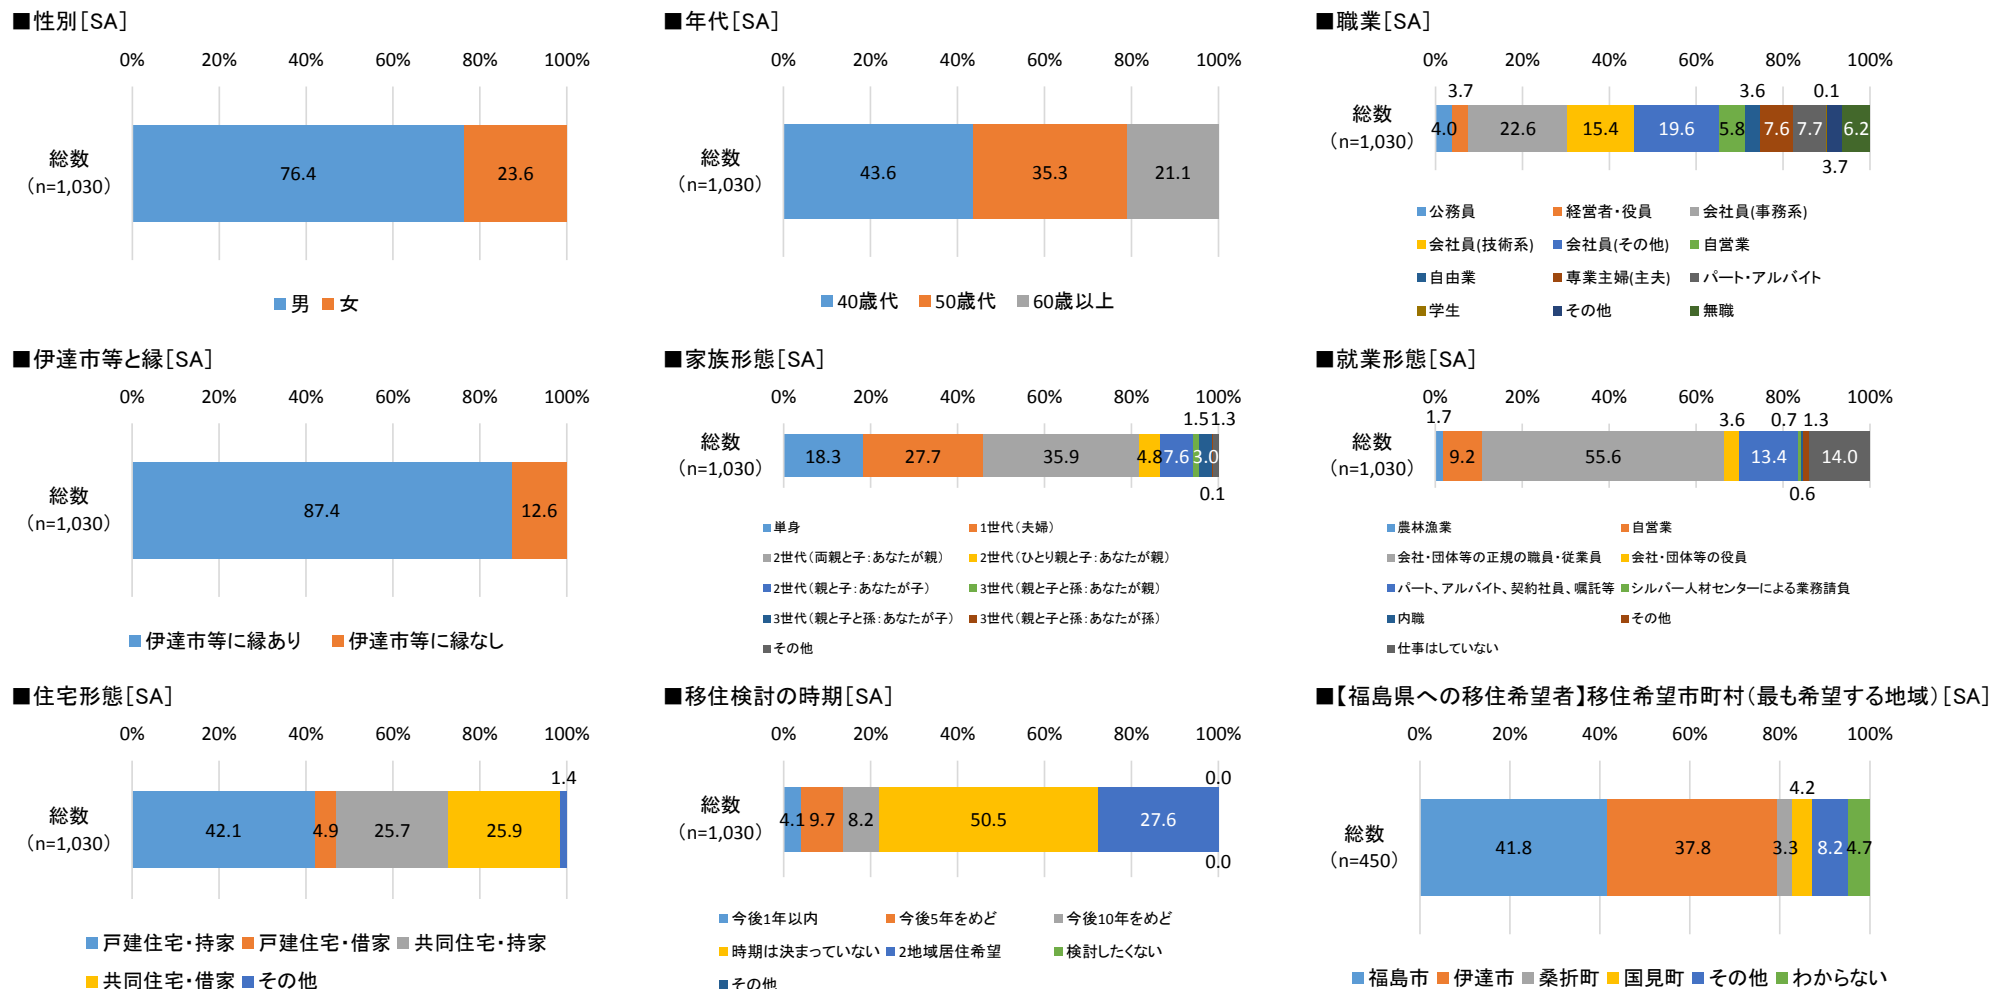 ■性別[SA]
0% 20% 40% 60% 80% 100%
総数
(n=1,030)
76.4 23.6
■男 ■女
■年代[SA]
0% 20% 40% 60% 80% 100%
総数
(n=1,030)
43.6 35.3 21.1
■40歳代 ■50歳代 ■60歳以上
■職業[SA]
0% 20% 40% 60% 80% 100%
3.7 3.6 0.1
総数
(n=1,030)
4.0 22.6 15.4 19.6 5.8 7.6 7.7 6.2
3.7
■公務員 ■経営者・役員 ■会社員(事務系)
■会社員(技術系) ■会社員(その他) ■自営業
■自由業 ■専業主婦(主夫) ■パート・アルバイト
■学生 ■その他 ■無職
■伊達市等と縁[SA]
0% 20% 40% 60% 80% 100%
総数
(n=1,030)
87.4 12.6
■伊達市等に縁あり ■伊達市等に縁なし
■家族形態[SA]
0% 20% 40% 60% 80% 100%
1.5 1.3
総数
(n=1,030)
18.3 27.7 35.9 4.8 7.6 3.0
0.1
■単身 ■1世代(夫婦)
■2世代(両親と子:あなたが親) ■2世代(ひとり親と子:あなたが親)
■2世代(親と子:あなたが子) ■3世代(親と子と孫:あなたが親)
■3世代(親と子と孫:あなたが子) ■3世代(親と子と孫:あなたが孫)
■その他
■就業形態[SA]
0% 20% 40% 60% 80% 100%
1.7 3.6 0.7 1.3
総数
(n=1,030)
9.2 55.6 13.4 14.0
0.6
■農林漁業 ■自営業
■会社・団体等の正規の職員・従業員 ■会社・団体等の役員
■パート、アルバイト、契約社員、嘱託等 ■シルバー人材センターによる業務請負
■内職 ■その他
■仕事はしていない
■住宅形態[SA]
0% 20% 40% 60% 80% 100%
1.4
総数
(n=1,030)
42.1 4.9 25.7 25.9
■戸建住宅・持家 ■戸建住宅・借家 ■共同住宅・持家
■共同住宅・借家 ■その他
■移住検討の時期[SA]
0% 20% 40% 60% 80% 100%
0.0
総数
(n=1,030)
4.1 9.7 8.2 50.5 27.6
0.0
■今後1年以内 ■今後5年をめど ■今後10年をめど
■時期は決まっていない ■2地域居住希望 ■検討したくない
■その他
■【福島県への移住希望者】移住希望市町村(最も希望する地域)[SA]
0% 20% 40% 60% 80% 100%
4.2
総数
(n=450)
41.8 37.8 3.3 8.2 4.7
■福島市 ■伊達市 ■桑折町 ■国見町 ■その他 ■わからない